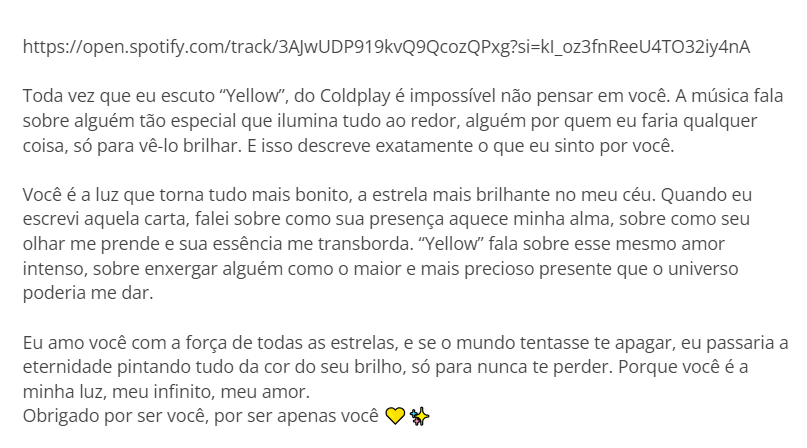 https://open.spotify.com/track/3AJwUDP919kvQ9QcozQPxg?si=kI_oz3fnReeU4TO32iy4nA
Toda vez que eu escuto “Yellow”, do Coldplay é impossível não pensar em você. A música fala
sobre alguém tão especial que ilumina tudo ao redor, alguém por quem eu faria qualquer
coisa, só para vê-lo brilhar. E isso descreve exatamente o que eu sinto por você.
Você é a luz que torna tudo mais bonito, a estrela mais brilhante no meu céu. Quando eu
escrevi aquela carta, falei sobre como sua presença aquece minha alma, sobre como seu
olhar me prende e sua essência me transborda. “Yellow” fala sobre esse mesmo amor
intenso, sobre enxergar alguém como o maior e mais precioso presente que o universo
poderia me dar.
Eu amo você com a força de todas as estrelas, e se o mundo tentasse te apagar, eu passaria a
eternidade pintando tudo da cor do seu brilho, só para nunca te perder. Porque você é a
minha luz, meu infinito, meu amor.
Obrigado por ser você, por ser apenas você 💛✨